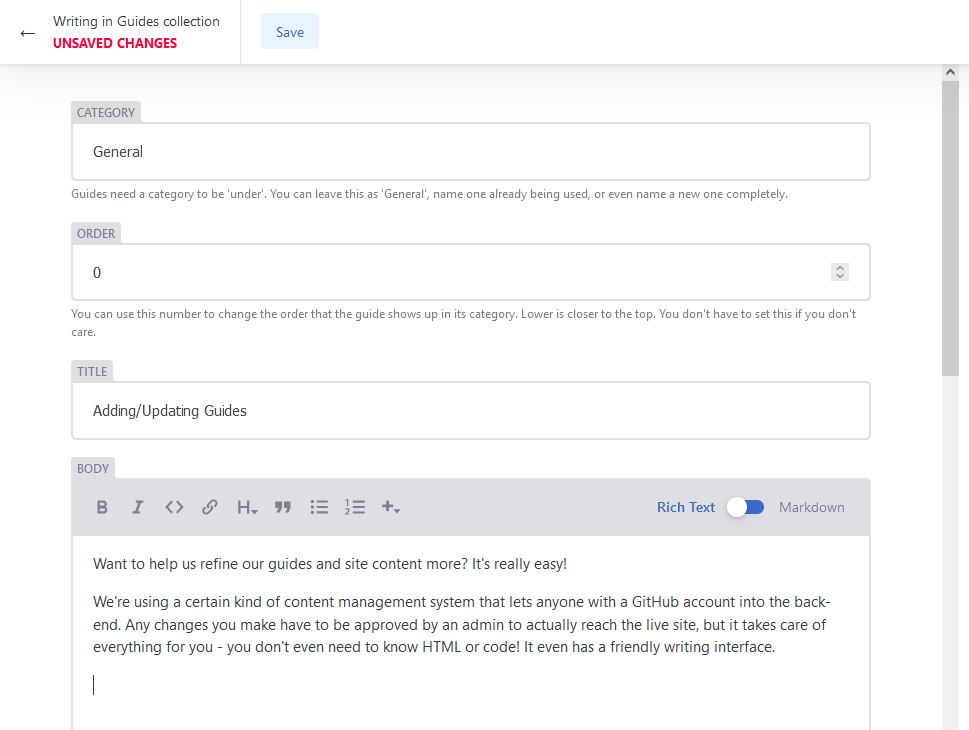 Writing in Guides collection
UNSAVED CHANGES
Save
CATEGORY
General
Guides need a category to be 'under'. You can leave this as 'General', name one already being used, or even name a new one completely.
ORDER
0
You can use this number to change the order that the guide shows up in its category. Lower is closer to the top. You don't have to set this if you don't
care.
TITLE
Adding/Updating Guides
BODY
Rich Text Markdown
Want to help us refine our guides and site content more? It's really easy!
We're using a certain kind of content management system that lets anyone with a GitHub account into the back-
end. Any changes you make have to be approved by an admin to actually reach the live site, but it takes care of
everything for you - you don't even need to know HTML or code! It even has a friendly writing interface.